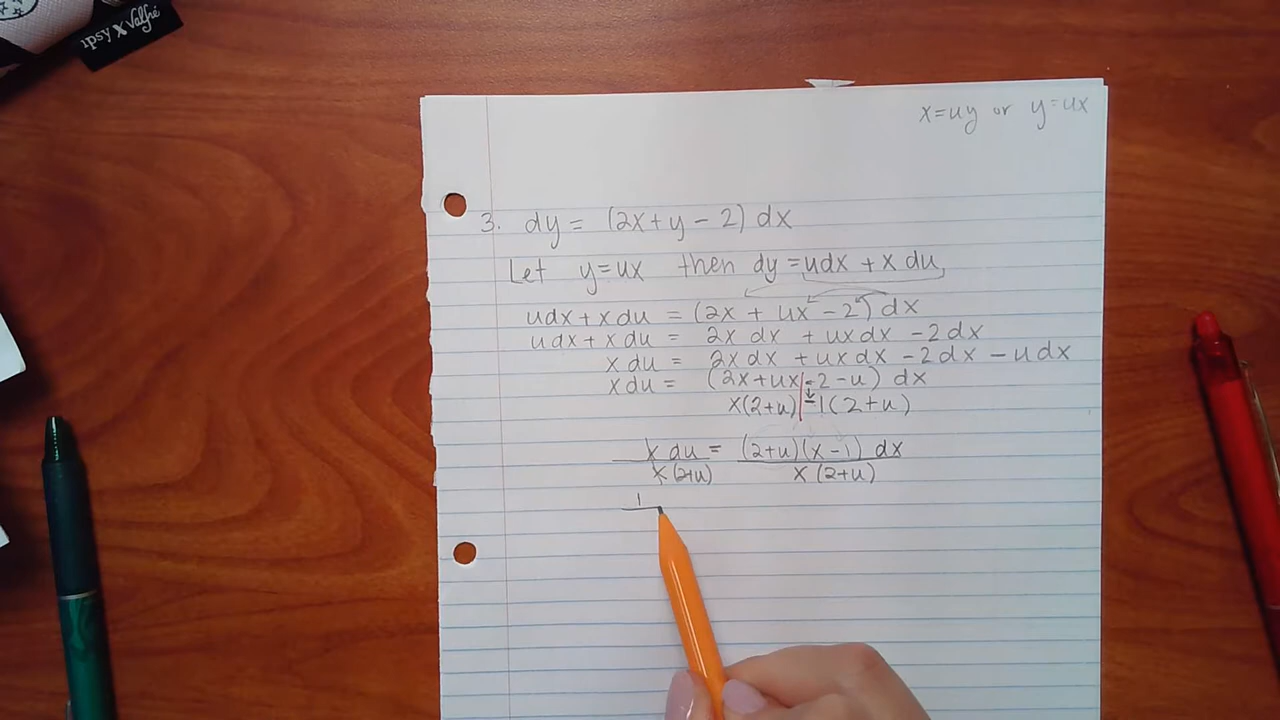 ipsy x Valfré
x=uy or y=ux
3. dy = (2x+y-2) dx
Let y=ux then dy = udx + x du
udx + x du = (2x + ux - 2) dx
udx + x du = 2x dx + ux dx - 2 dx
x du = 2x dx + ux dx - 2 dx - u dx
x du = (2x + ux - 2 - u) dx
x(2+u) - 1(2+u)
x du = (2+u)(x-1) dx
x(2+u) x(2+u)
1